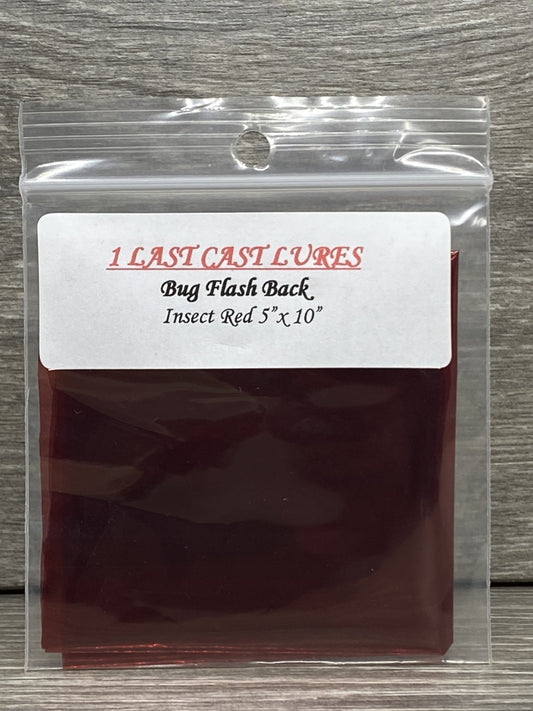 1 LAST CAST LURES
Bug Flash Back
Insect Red 5”x 10”